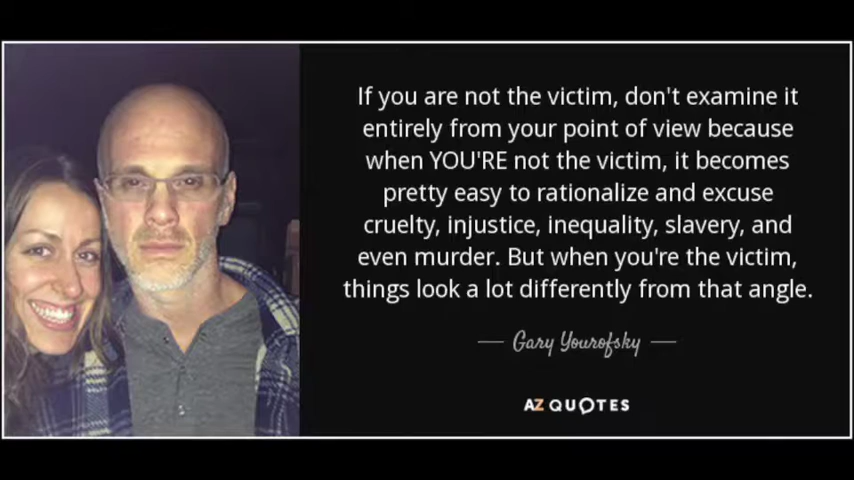 If you are not the victim, don't examine it
entirely from your point of view because
when YOU'RE not the victim, it becomes
pretty easy to rationalize and excuse
cruelty, injustice, inequality, slavery, and
even murder. But when you're the victim,
things look a lot differently from that angle.
Gary Yourofsky
AZ QUOTES